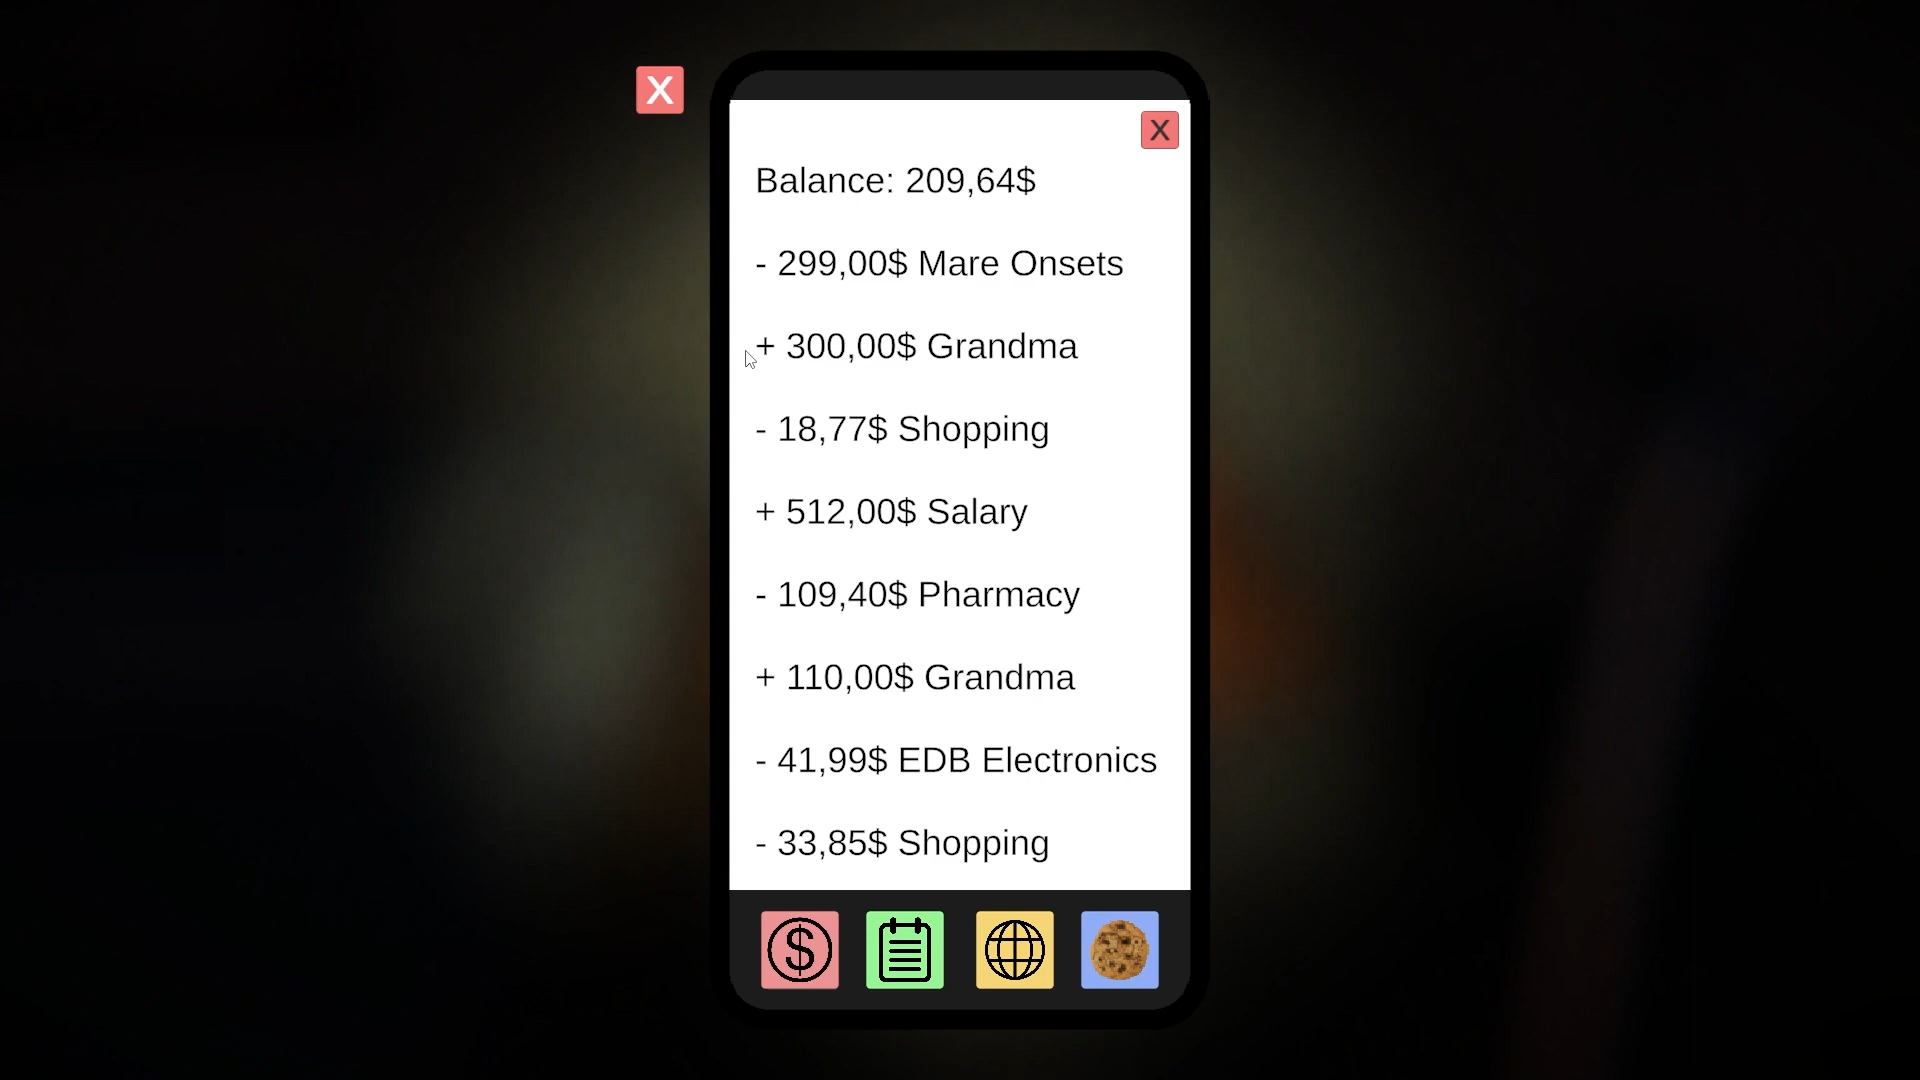 X
X
Balance: 209,64$
- 299,00$ Mare Onsets
+ 300,00$ Grandma
- 18,77$ Shopping
+ 512,00$ Salary
- 109,40$ Pharmacy
+ 110,00$ Grandma
- 41,99$ EDB Electronics
- 33,85$ Shopping
$